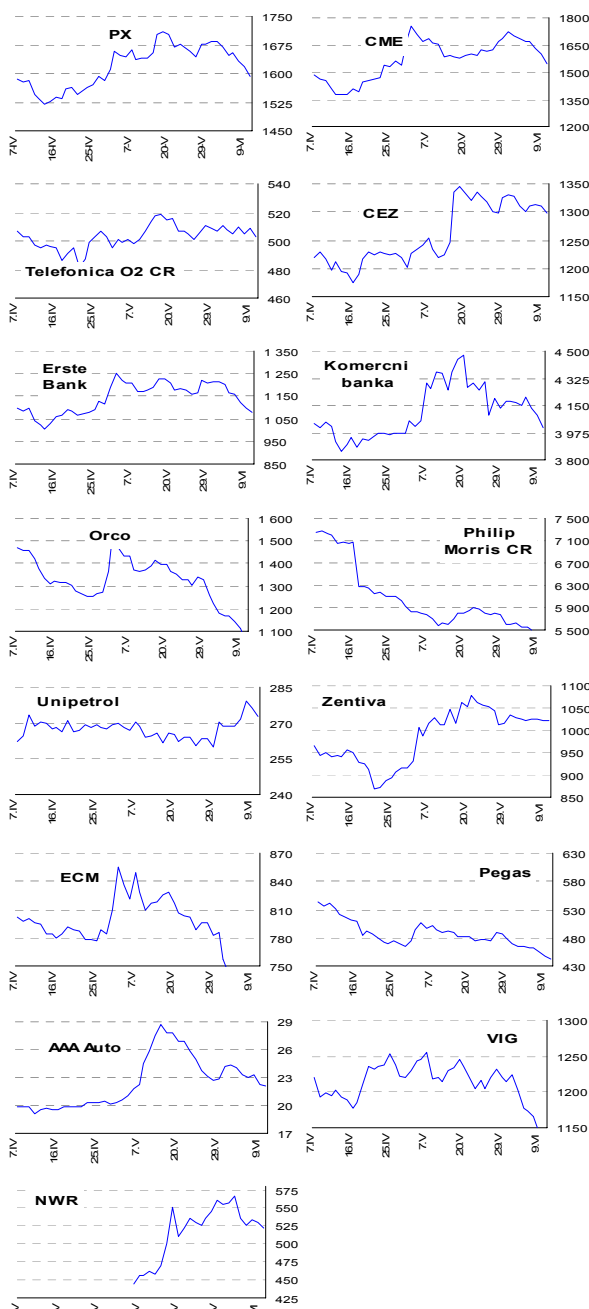 PX
1750
1675
1600
1525
1450
7.IV
16.IV
25.IV
7.V
20.V
29.V
9.VI
CME
1800
1650
1500
1350
1200
7.IV
16.IV
25.IV
7.V
20.V
29.V
9.VI
Telefonica O2 CR
540
520
500
480
460
7.IV
16.IV
25.IV
7.V
20.V
29.V
9.VI
CEZ
1350
1300
1250
1200
1150
7.IV
16.IV
25.IV
7.V
20.V
29.V
9.VI
Erste
Bank
1 350
1 250
1 150
1 050
950
850
7.IV
16.IV
25.IV
7.V
20.V
29.V
9.VI
Komercni
banka
4 500
4 325
4 150
3 975
3 800
7.IV
16.IV
25.IV
7.V
20.V
29.V
9.VI
Orco
1 600
1 500
1 400
1 300
1 200
1 100
7.IV
16.IV
25.IV
7.V
20.V
29.V
9.VI
Philip
Morris CR
7 500
7 100
6 700
6 300
5 900
5 500
7.IV
16.IV
25.IV
7.V
20.V
29.V
9.VI
Unipetrol
285
270
255
240
7.IV
16.IV
25.IV
7.V
20.V
29.V
9.VI
Zentiva
1100
1050
1000
950
900
850
7.IV
16.IV
25.IV
7.V
20.V
29.V
9.VI
ECM
870
840
810
780
750
7.IV
16.IV
25.IV
7.V
20.V
29.V
9.VI
Pegas
630
580
530
480
430
7.IV
16.IV
25.IV
7.V
20.V
29.V
9.VI
AAA Auto
29
26
23
20
17
7.IV
16.IV
25.IV
7.V
20.V
29.V
9.VI
VIG
1300
1250
1200
1150
7.IV
16.IV
25.IV
7.V
20.V
29.V
9.VI
NWR
575
550
525
500
475
450
425